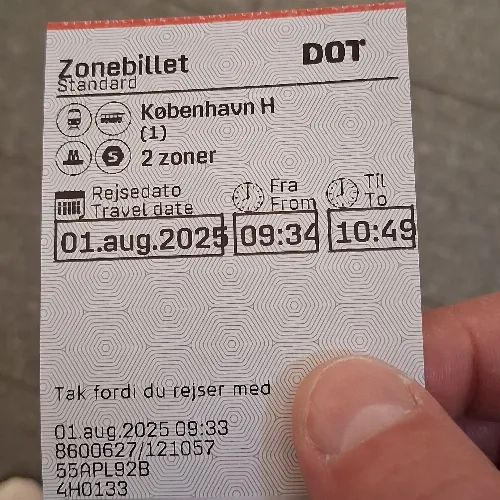 Zonebillet DOT
Standard
København H
(1)
S 2 zoner
Rejsedato Fra Til
Travel date From To
01.aug.2025 09:34 10:49
Tak fordi du rejser med
01.aug.2025 09:33
8600627/121057
55APL92B
4H0133